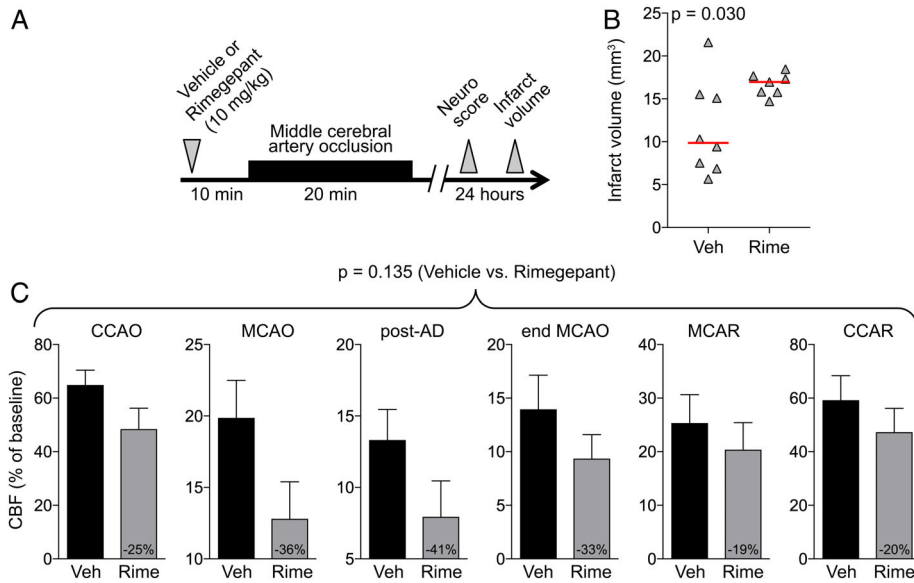 A
Vehicle or
Rimegepant
(10 mg/kg)
Middle cerebral
artery occlusion
Neuro
score
Infarct
volume
10 min
20 min
24 hours
B
p = 0.030
Infarct volume (mm³)
25
20
15
10
5
0
Veh
Rime
p = 0.135 (Vehicle vs. Rimegepant)
C
CBF (% of baseline)
CCAO
80
60
40
20
0
-25%
Veh
Rime
MCAO
25
20
15
10
-36%
Veh
Rime
post-AD
20
15
10
5
-41%
Veh
Rime
end MCAO
20
15
10
5
0
-33%
Veh
Rime
MCAR
40
30
20
10
0
-19%
Veh
Rime
CCAR
80
60
40
20
0
-20%
Veh
Rime